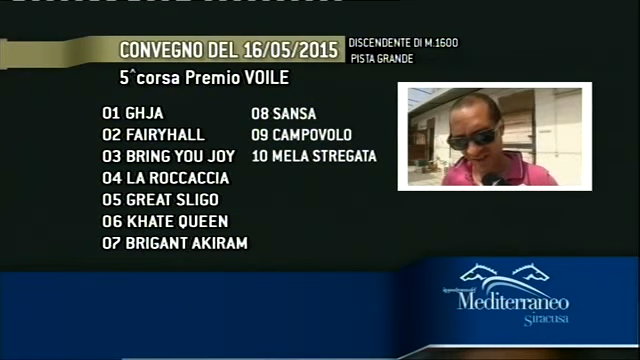 CONVEGNO DEL 16/05/2015
DISCENDENTE DI M.1600
PISTA GRANDE
5^corsa Premio VOILE
01 GHJA
02 FAIRYHALL
03 BRING YOU JOY
04 LA ROCCACCIA
05 GREAT SLIGO
06 KHATE QUEEN
07 BRIGANT AKIRAM
08 SANSA
09 CAMPOVOLO
10 MELA STREGATA
Ippodromo del
Mediterraneo
Siracusa